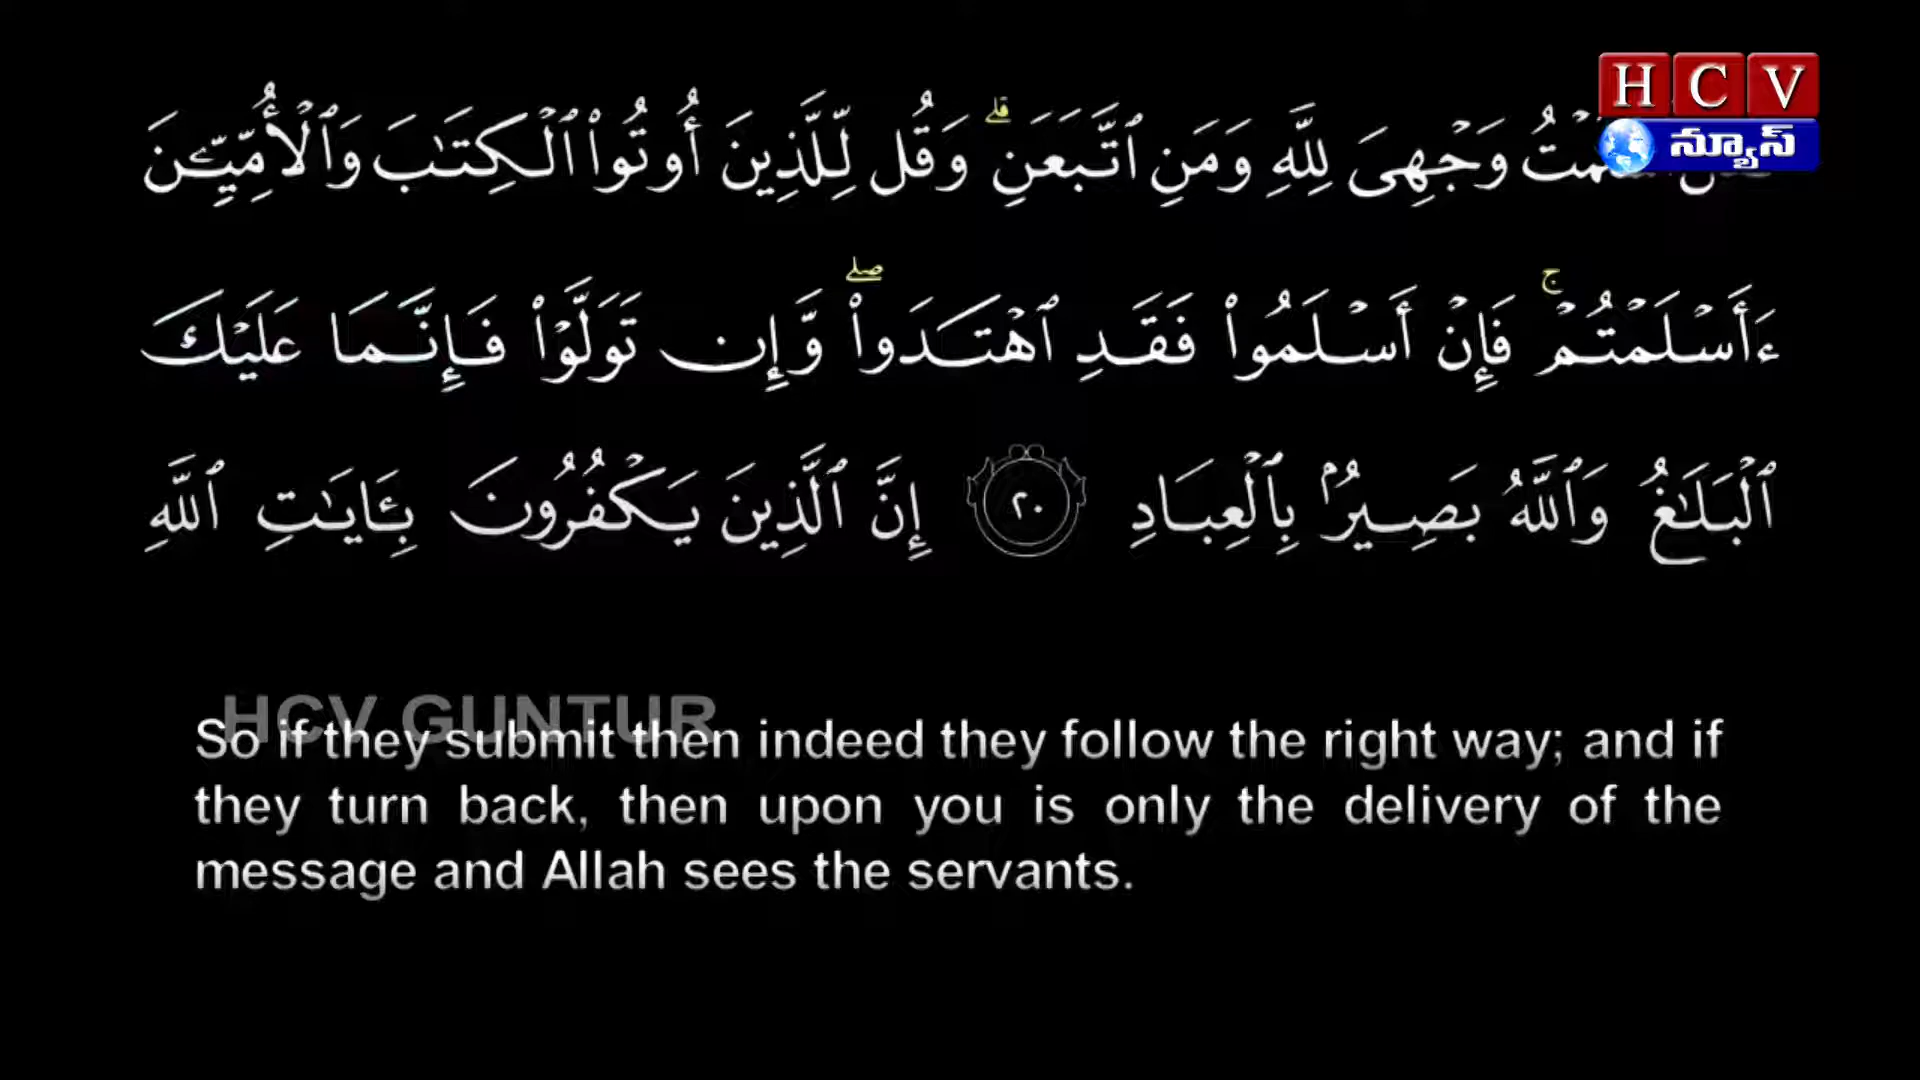 HCV
న్యూస్
وَجْهِىَ لِلَّهِ وَمَنِ ٱتَّبَعَنِ ۗ وَقُل لِّلَّذِينَ أُوتُوا۟ ٱلْكِتَـٰبَ وَٱلْأُمِّيِّـۧنَ
ءَأَسْلَمْتُمْ ۚ فَإِنْ أَسْلَمُوا۟ فَقَدِ ٱهْتَدَوا۟ ۖ وَّإِن تَوَلَّوْا۟ فَإِنَّمَا عَلَيْكَ
ٱلْبَلَـٰغُ وَٱللَّهُ بَصِيرٌۢ بِٱلْعِبَادِ ٢٠ إِنَّ ٱلَّذِينَ يَكْفُرُونَ بِـَٔايَـٰتِ ٱللَّهِ
HCV GUNTUR
So if they submit then indeed they follow the right way; and if
they turn back, then upon you is only the delivery of the
message and Allah sees the servants.